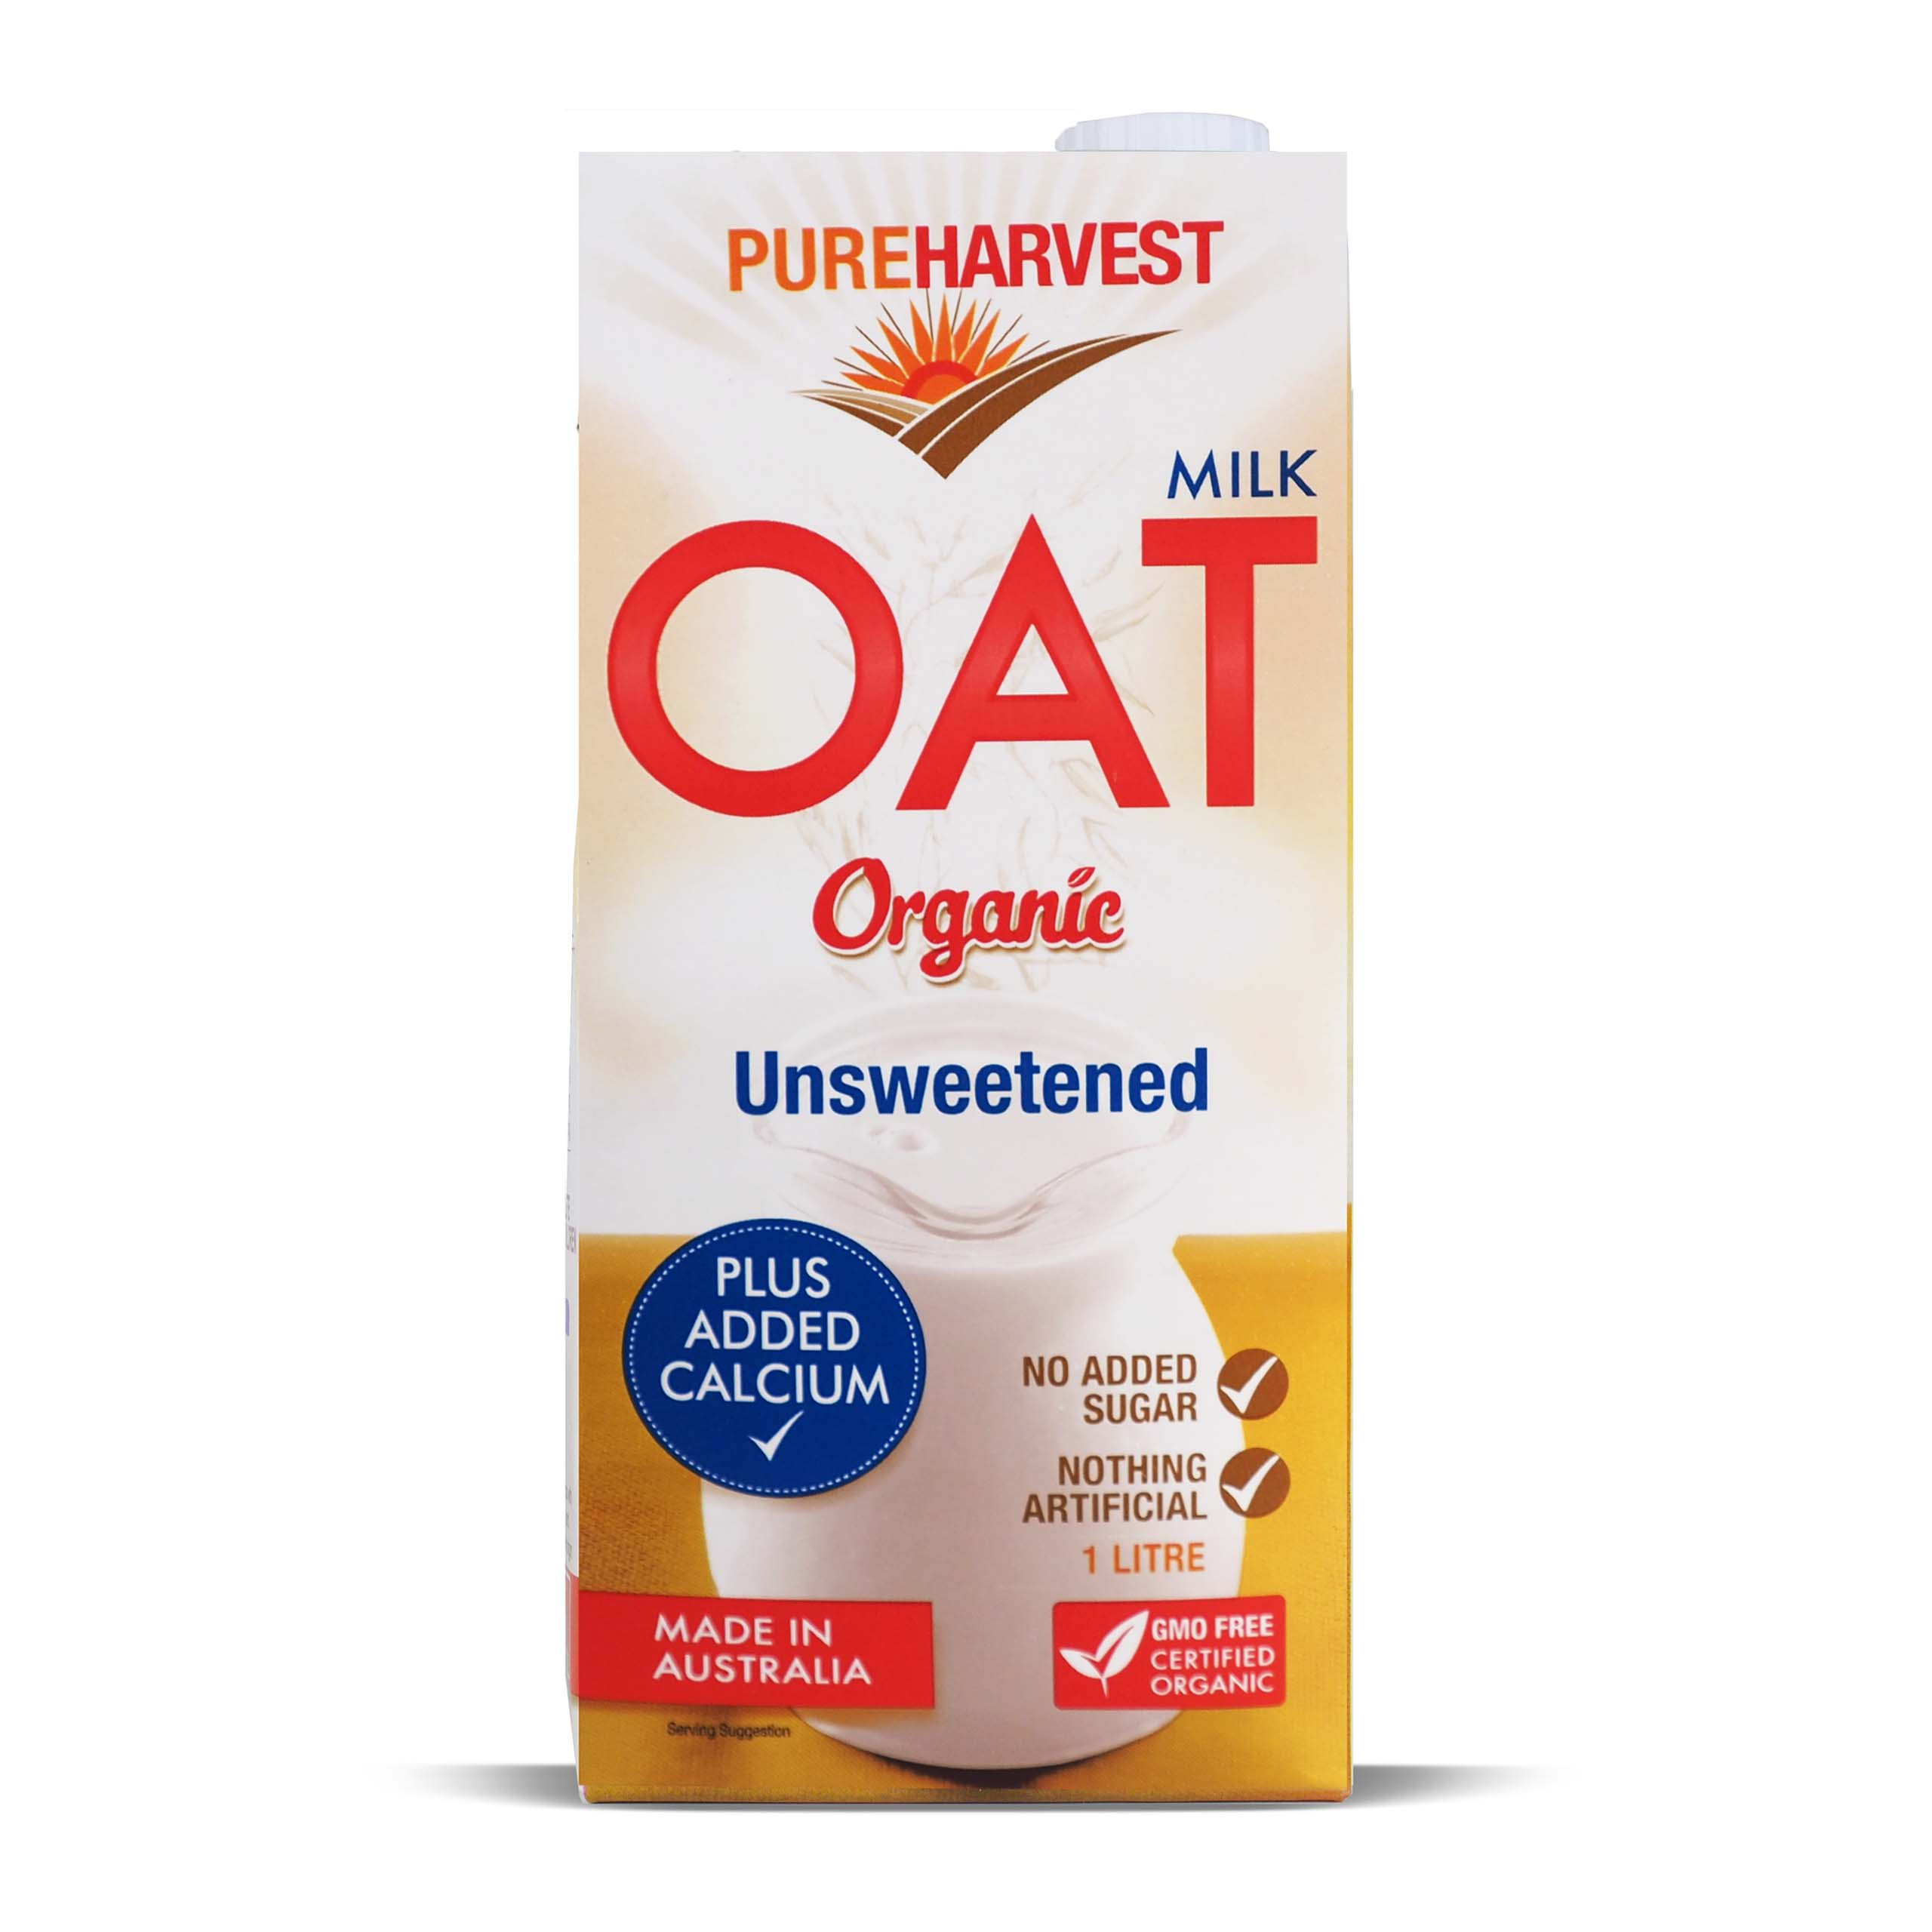 PUREHARVEST
MILK
OAT
Organic
Unsweetened
PLUS
ADDED
CALCIUM
NO ADDED
SUGAR
NOTHING
ARTIFICIAL
1 LITRE
MADE IN
AUSTRALIA
GMO FREE
CERTIFIED
ORGANIC
Serving Suggestion